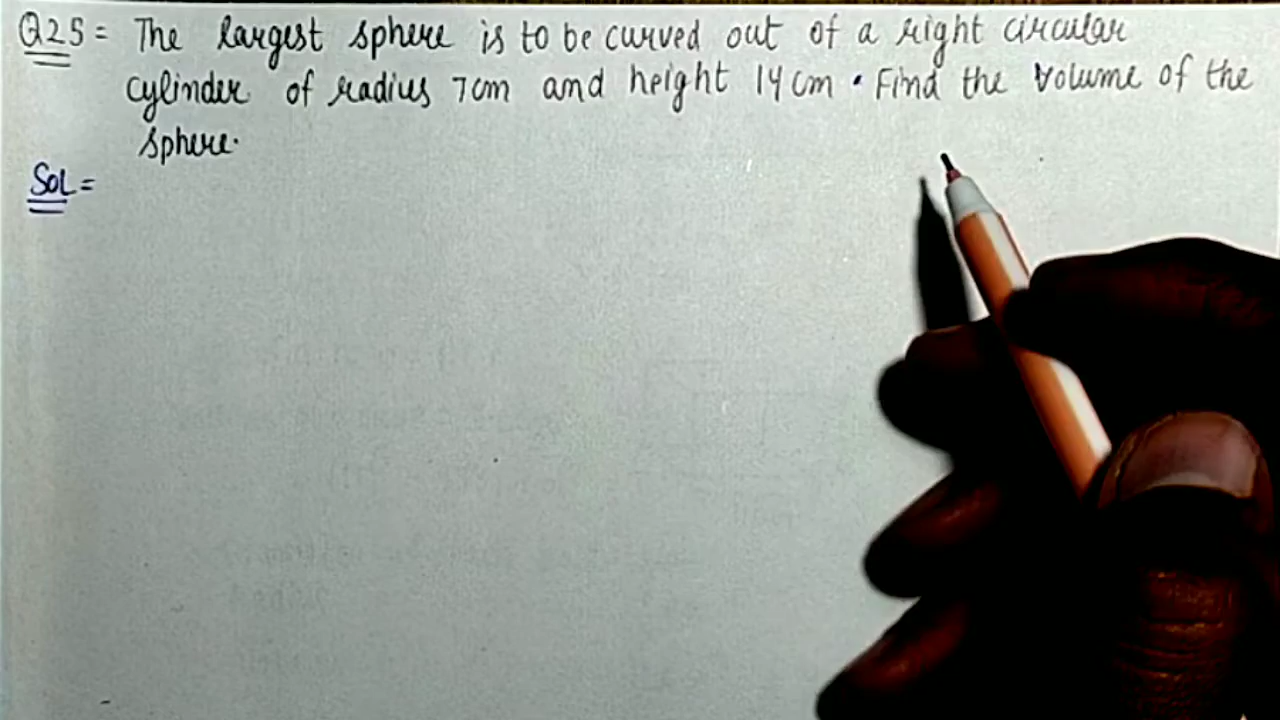 Q25 = The largest sphere is to be curved out of a right circular
cylinder of radius 7cm and height 14cm. Find the volume of the
sphere.
Sol =